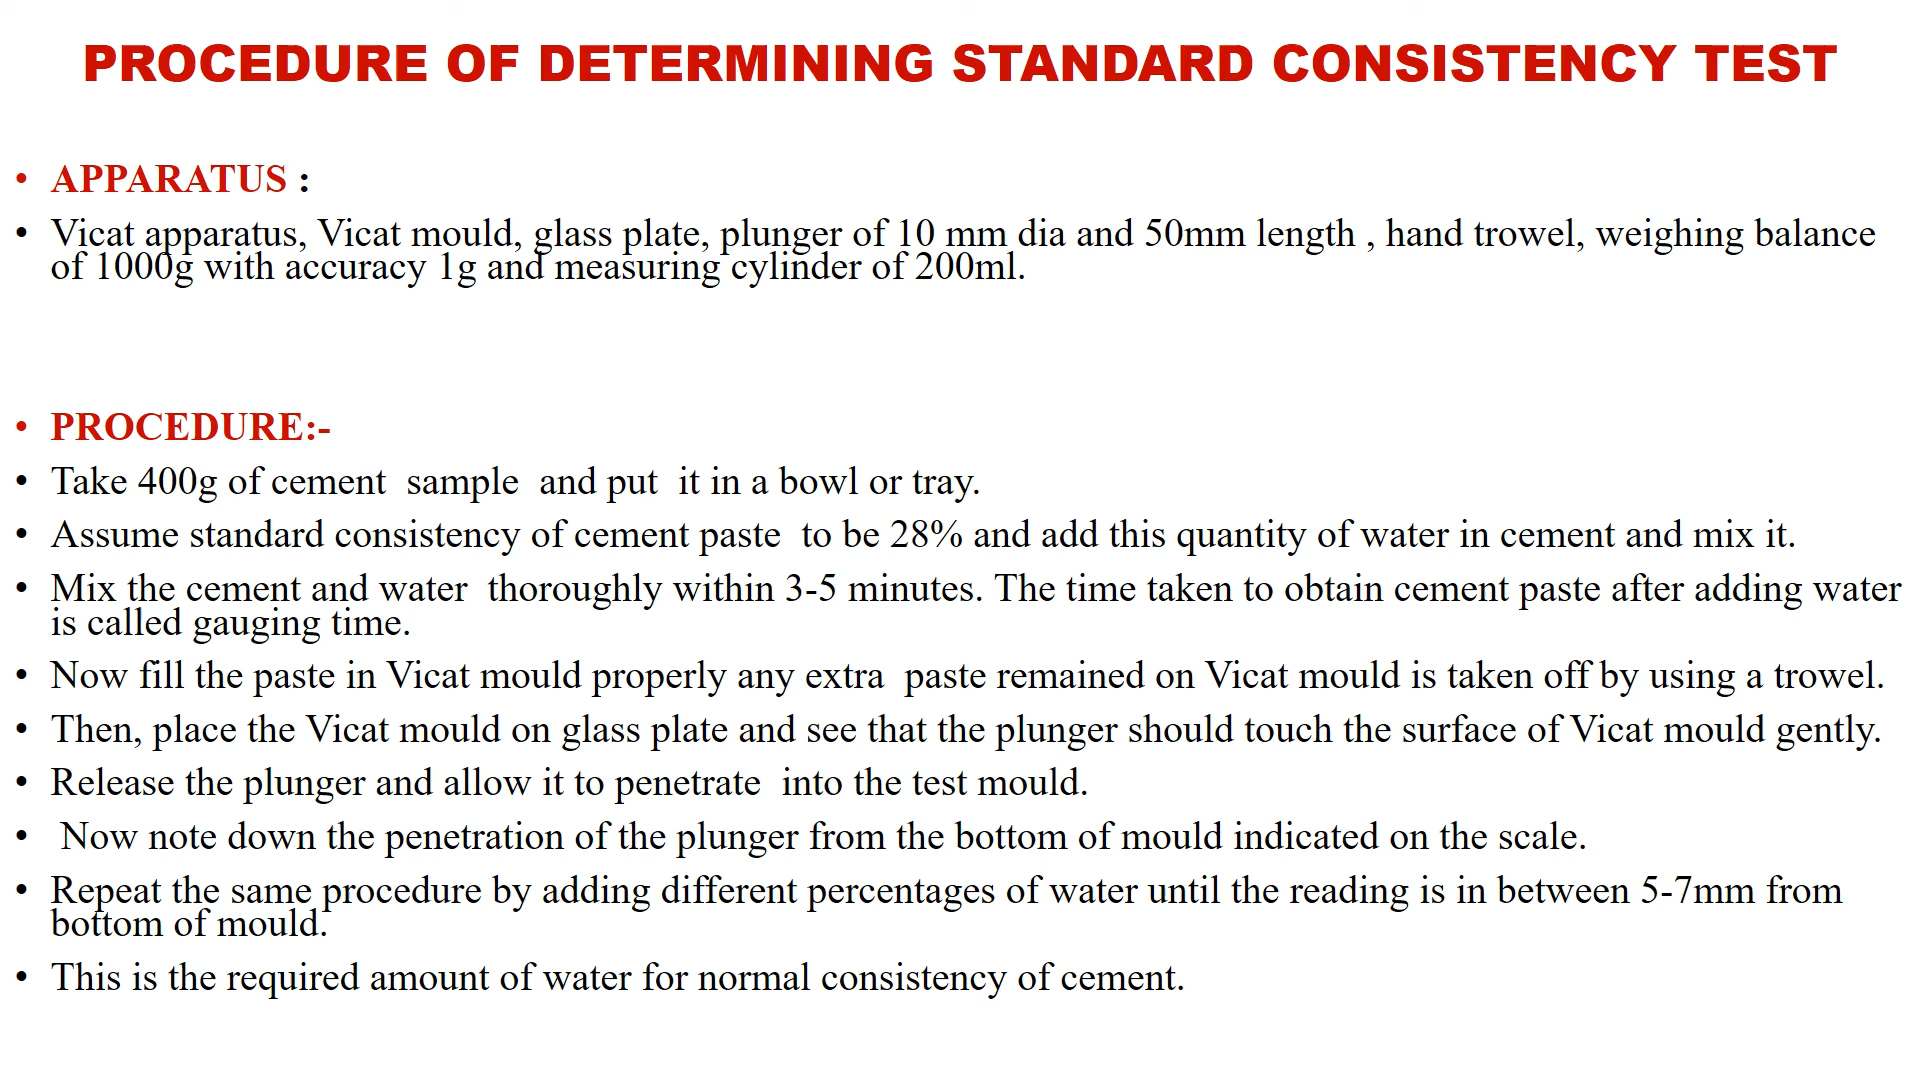 PROCEDURE OF DETERMINING STANDARD CONSISTENCY TEST
• APPARATUS :
• Vicat apparatus, Vicat mould, glass plate, plunger of 10 mm dia and 50mm length , hand trowel, weighing balance
of 1000g with accuracy 1g and measuring cylinder of 200ml.
• PROCEDURE:-
• Take 400g of cement  sample  and put  it in a bowl or tray.
• Assume standard consistency of cement paste  to be 28% and add this quantity of water in cement and mix it.
• Mix the cement and water  thoroughly within 3-5 minutes. The time taken to obtain cement paste after adding water
is called gauging time.
• Now fill the paste in Vicat mould properly any extra  paste remained on Vicat mould is taken off by using a trowel.
• Then, place the Vicat mould on glass plate and see that the plunger should touch the surface of Vicat mould gently.
• Release the plunger and allow it to penetrate  into the test mould.
• Now note down the penetration of the plunger from the bottom of mould indicated on the scale.
• Repeat the same procedure by adding different percentages of water until the reading is in between 5-7mm from
bottom of mould.
• This is the required amount of water for normal consistency of cement.